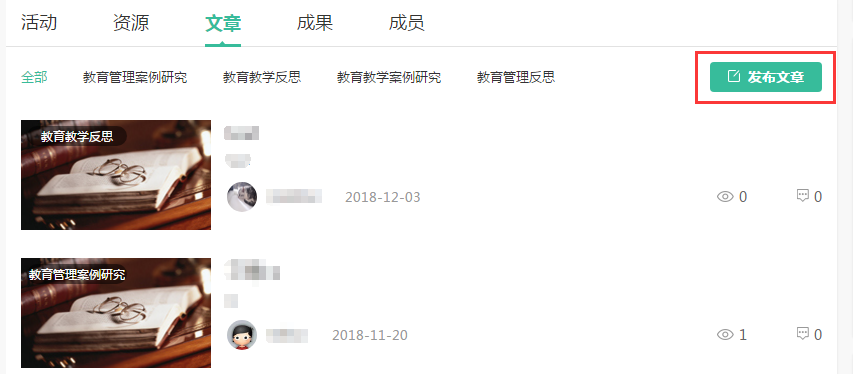 活动 资源 文章 成果 成员
全部 教育管理案例研究 教育教学反思 教育教学案例研究 教育管理反思 发布文章
教育教学反思
2018-12-03 0 0
教育管理案例研究
2018-11-20 1 0